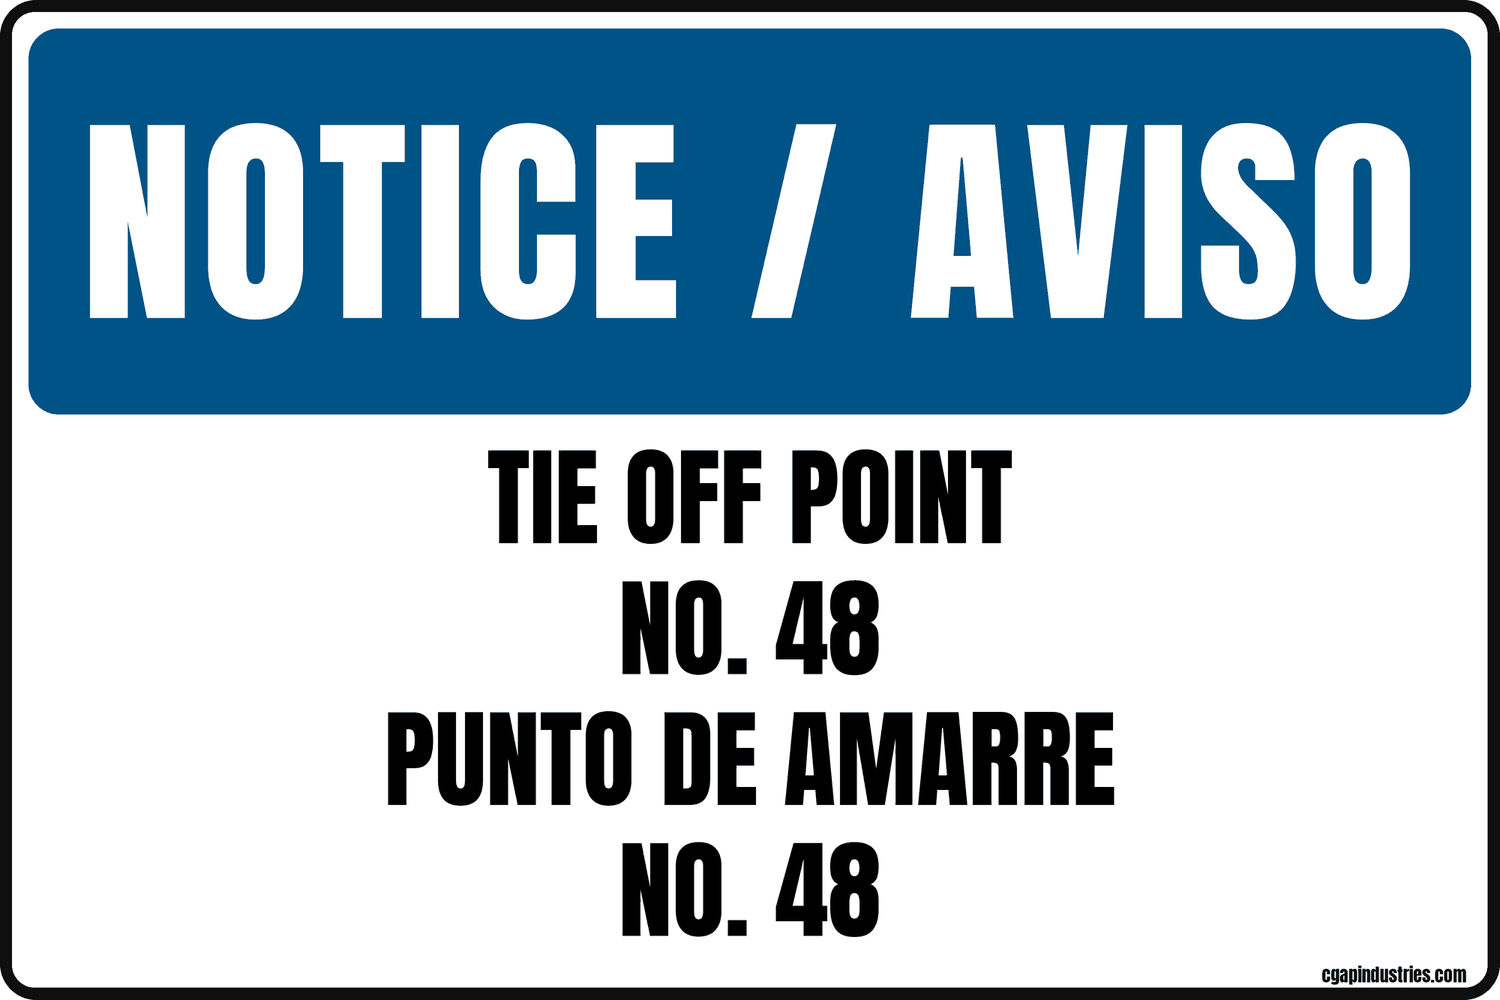 NOTICE / AVISO
TIE OFF POINT
NO. 48
PUNTO DE AMARRE
NO. 48
cgapindustries.com